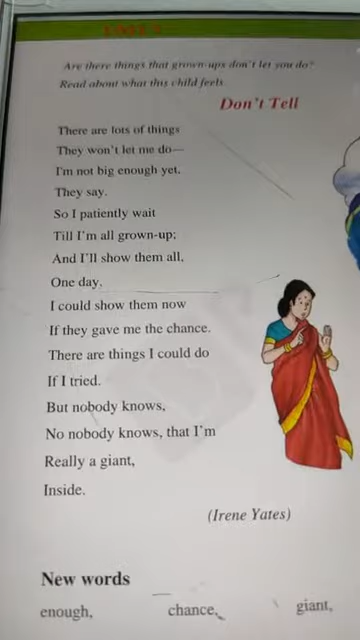 Are there things that grown-ups don't let you do?
Read about what this child feels.
Don't Tell
There are lots of things
They won't let me do—
I'm not big enough yet,
They say.
So I patiently wait
Till I'm all grown-up;
And I'll show them all,
One day.
I could show them now
If they gave me the chance.
There are things I could do
If I tried.
But nobody knows,
No nobody knows, that I'm
Really a giant,
Inside.
(Irene Yates)
New words
enough, chance, giant,